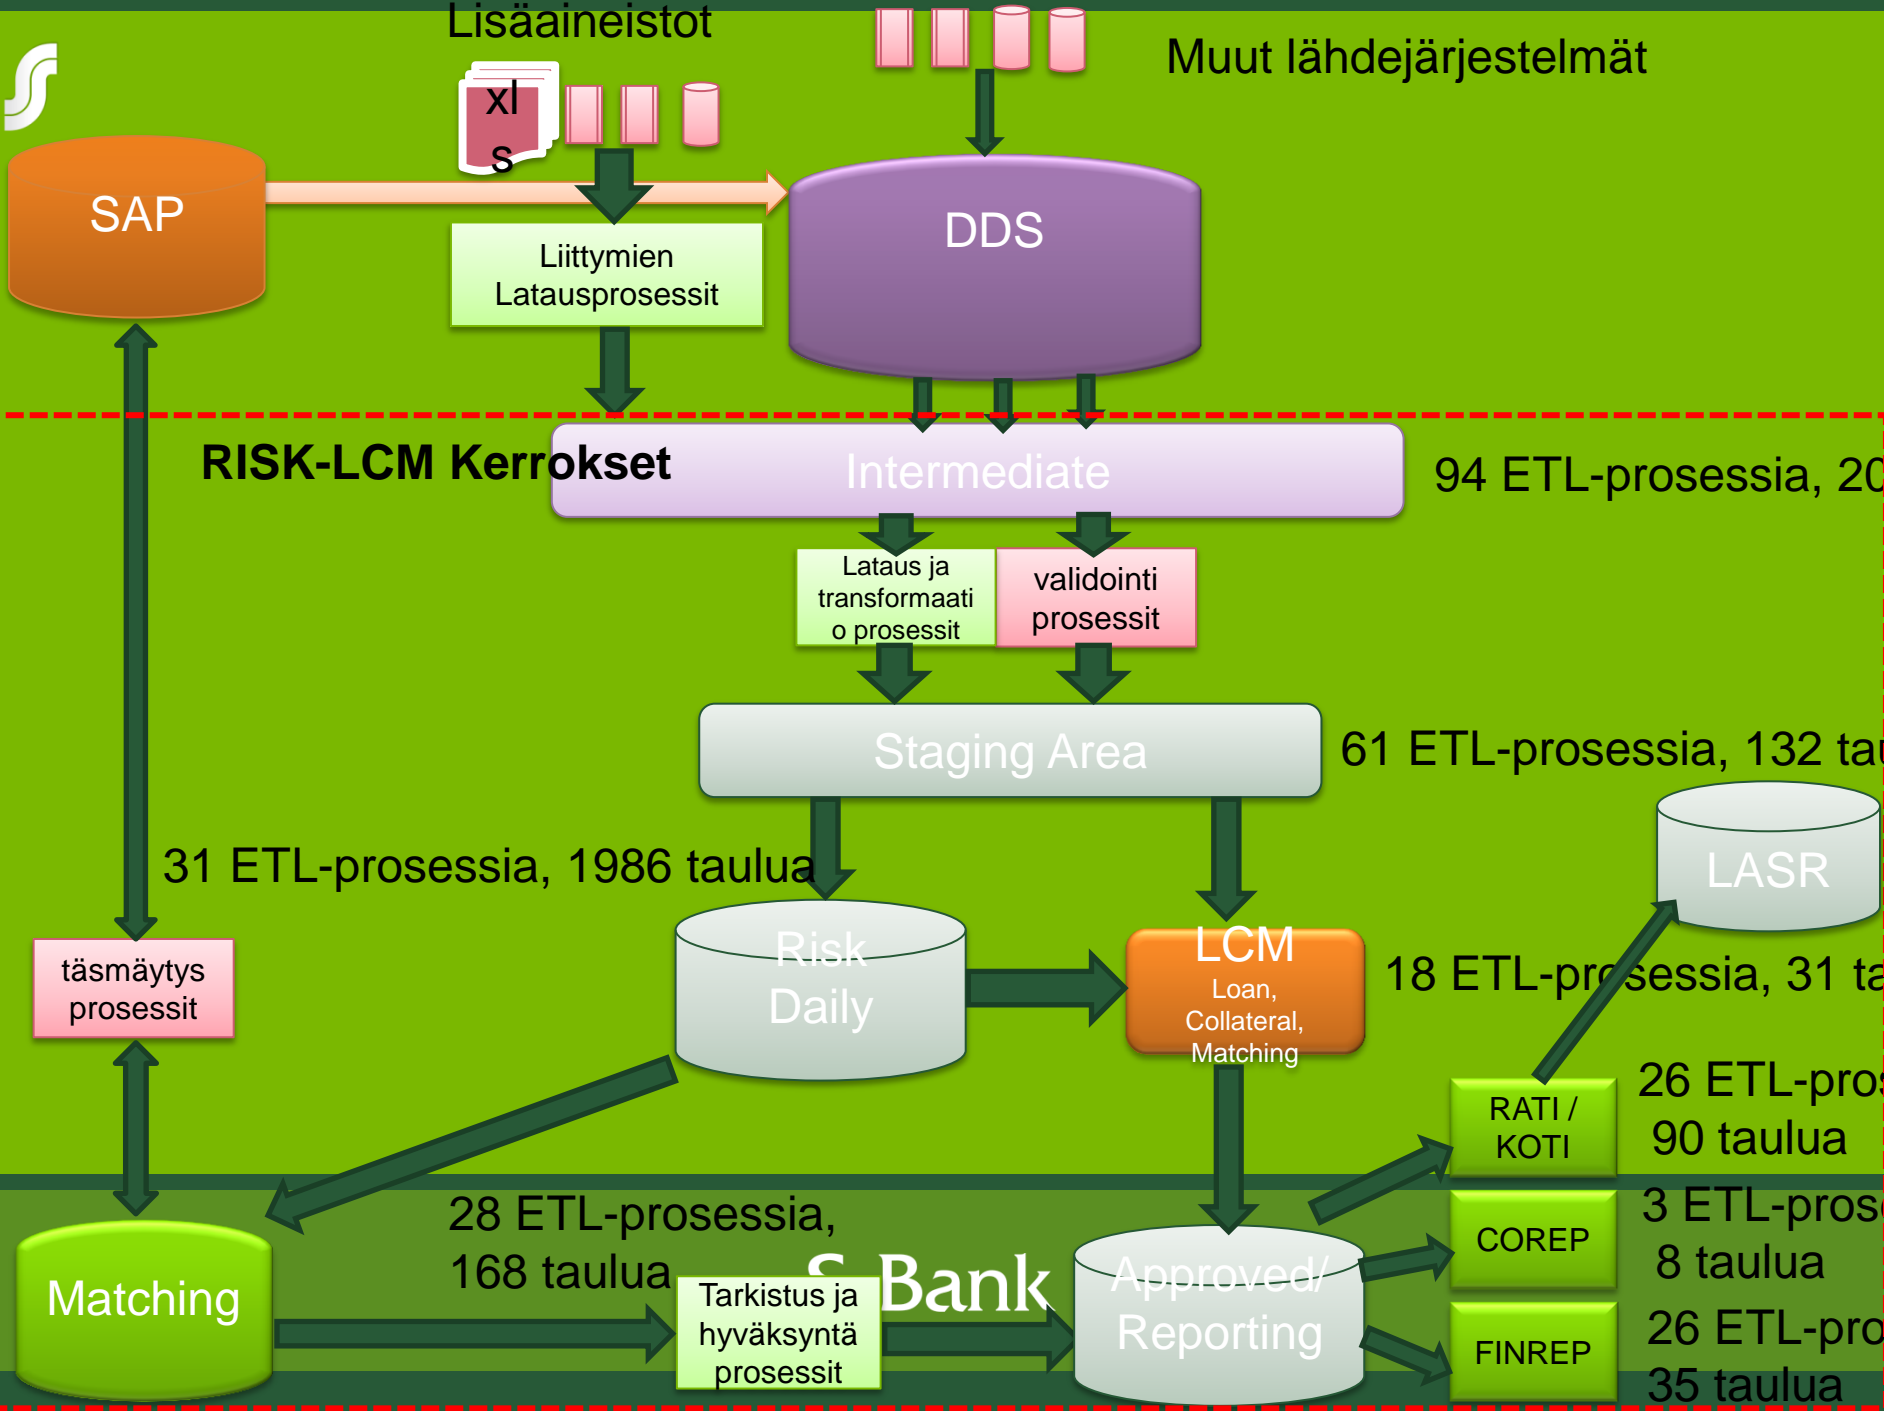 Lisäaineistot
Muut lähdejärjestelmät
xl
s
SAP
DDS
Liittymien
Latausprosessit
RISK-LCM Kerrokset
Intermediate
94 ETL-prosessia, 20
Lataus ja
transformaati
o prosessit
validointi
prosessit
Staging Area
61 ETL-prosessia, 132 tau
LASR
31 ETL-prosessia, 1986 taulua
täsmäytys
prosessit
Risk
Daily
LCM
Loan,
Collateral,
Matching
18 ETL-prosessia, 31 ta
RATI /
KOTI
26 ETL-pros
90 taulua
28 ETL-prosessia,
168 taulua
COREP
3 ETL-prose
8 taulua
Matching
Tarkistus ja
hyväksyntä
prosessit
S-Bank
Approved/
Reporting
FINREP
26 ETL-pro
35 taulua